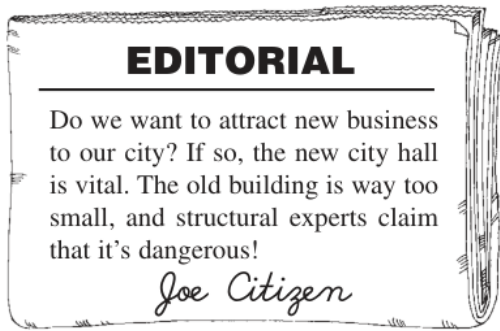 EDITORIAL
Do we want to attract new business
to our city? If so, the new city hall
is vital. The old building is way too
small, and structural experts claim
that it's dangerous!
Joe Citizen